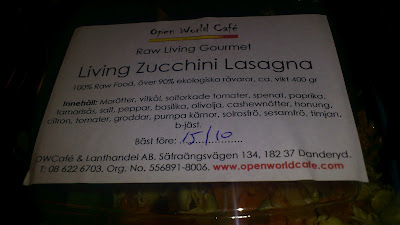 Open World Café
Raw Living Gourmet
Living Zucchini Lasagna
100% Raw Food, över 90% ekologiska råvaror, ca. vikt 400 gr
Innehåll: Morötter, vitkål, soltorkade tomater, spenat, paprika,
tamarisås, salt, peppar, basilika, olivolja, cashewnötter, honung,
citron, tomater, groddar, pumpa kärnor, solrosfrö, sesamfrö, timjan,
b-jäst.
Bäst före: 15/10
OWCafé & Lanthandel AB, Sätraängsvägen 134, 182 37 Danderyd.
T: 08 622 6703, Org. No. 556891-8006. www.openworldcafe.com